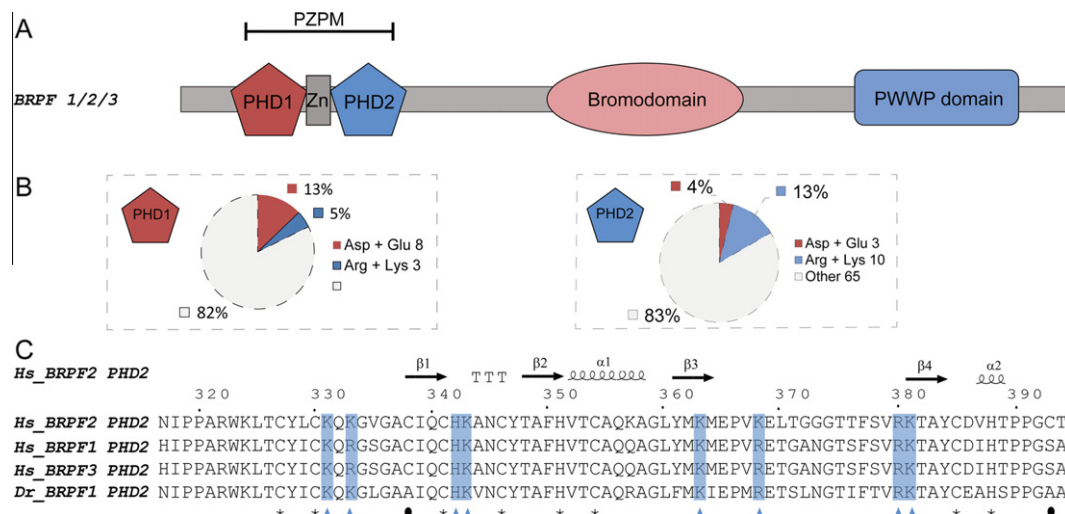 A
PZPM
BRPF 1/2/3
PHD1
Zn
PHD2
Bromodomain
PWWP domain
B
PHD1
13%
5%
Asp + Glu 8
Arg + Lys 3
82%
PHD2
4%
13%
Asp + Glu 3
Arg + Lys 10
Other 65
83%
C
Hs_BRPF2 PHD2
β1 TTT β2 α1 β3 β4 α2
320 330 340 350 360 370 380 390
Hs_BRPF2 PHD2 NIPPARWKLTCYLCKQKGVGACIQCHKANCYTAFHVTCAQKAGLYMKMEPVKELTGGGTTFSVRKTAYCDVHTPPGCT
Hs_BRPF1 PHD2 NIPPARWKLTCYICKQRGSGACIQCHKANCYTAFHVTCAQQAGLYMKMEPVRETGANGTSFSVRKTAYCDIHTPPGSA
Hs_BRPF3 PHD2 NIPPARWKLTCYICKQRGSGACIQCHKANCYTAFHVTCAQQAGLYMKMEPVRETGANGTSFSVRKTAYCDIHTPPGSA
Dr_BRPF1 PHD2 NIPPARWKLTCYICKQKGLGAAIQCHKVNCYTAFHVTCAQRAGLFMKIEPMRETSLNGTIFTVRKTAYCEAHSPPGAA
* * * * * * * *